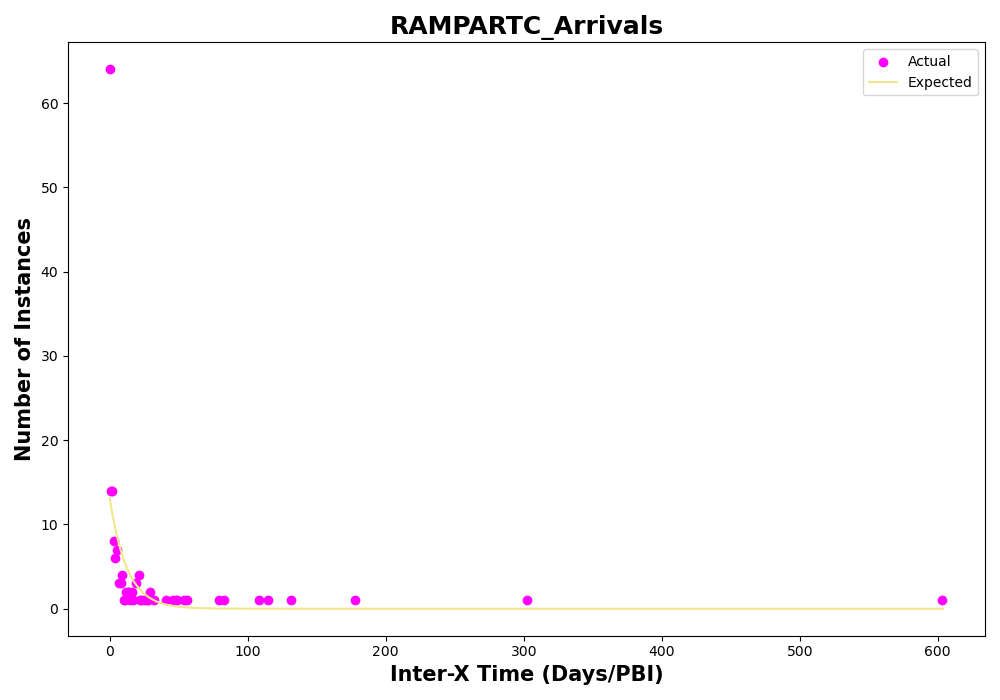 RAMPARTC_Arrivals
Actual
Expected
Number of Instances
60
50
40
30
20
10
0
0
100
200
300
400
500
600
Inter-X Time (Days/PBI)